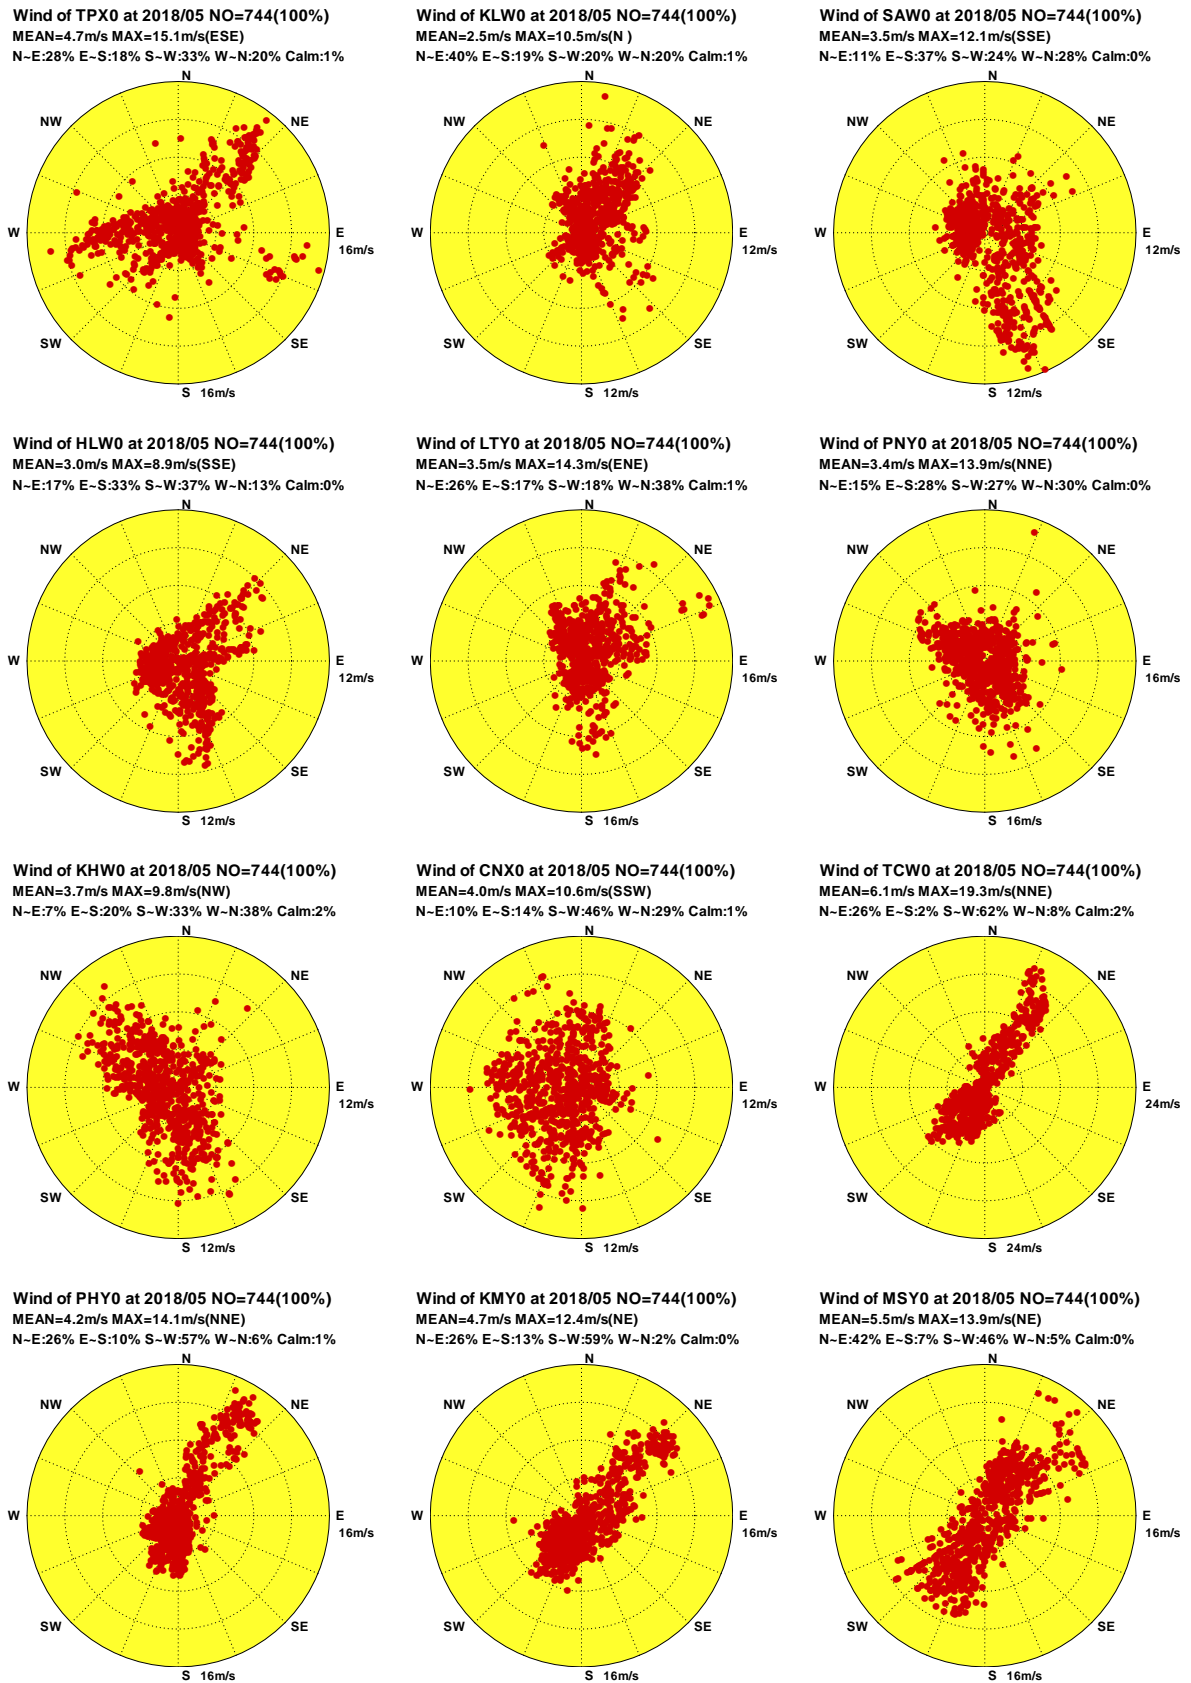 Wind of TPX0 at 2018/05 NO=744(100%)
MEAN=4.7m/s MAX=15.1m/s(ESE)
N~E:28% E~S:18% S~W:33% W~N:20% Calm:1%
N
NW
NE
W
E
16m/s
SW
SE
S 16m/s
Wind of KLW0 at 2018/05 NO=744(100%)
MEAN=2.5m/s MAX=10.5m/s(N )
N~E:40% E~S:19% S~W:20% W~N:20% Calm:1%
N
NW
NE
W
E
12m/s
SW
SE
S 12m/s
Wind of SAW0 at 2018/05 NO=744(100%)
MEAN=3.5m/s MAX=12.1m/s(SSE)
N~E:11% E~S:37% S~W:24% W~N:28% Calm:0%
N
NW
NE
W
E
12m/s
SW
SE
S 12m/s
Wind of HLW0 at 2018/05 NO=744(100%)
MEAN=3.0m/s MAX=8.9m/s(SSE)
N~E:17% E~S:33% S~W:37% W~N:13% Calm:0%
N
NW
NE
W
E
12m/s
SW
SE
S 12m/s
Wind of LTY0 at 2018/05 NO=744(100%)
MEAN=3.5m/s MAX=14.3m/s(ENE)
N~E:26% E~S:17% S~W:18% W~N:38% Calm:1%
N
NW
NE
W
E
16m/s
SW
SE
S 16m/s
Wind of PNY0 at 2018/05 NO=744(100%)
MEAN=3.4m/s MAX=13.9m/s(NNE)
N~E:15% E~S:28% S~W:27% W~N:30% Calm:0%
N
NW
NE
W
E
16m/s
SW
SE
S 16m/s
Wind of KHW0 at 2018/05 NO=744(100%)
MEAN=3.7m/s MAX=9.8m/s(NW)
N~E:7% E~S:20% S~W:33% W~N:38% Calm:2%
N
NW
NE
W
E
12m/s
SW
SE
S 12m/s
Wind of CNX0 at 2018/05 NO=744(100%)
MEAN=4.0m/s MAX=10.6m/s(SSW)
N~E:10% E~S:14% S~W:46% W~N:29% Calm:1%
N
NW
NE
W
E
12m/s
SW
SE
S 12m/s
Wind of TCW0 at 2018/05 NO=744(100%)
MEAN=6.1m/s MAX=19.3m/s(NNE)
N~E:26% E~S:2% S~W:62% W~N:8% Calm:2%
N
NW
NE
W
E
24m/s
SW
SE
S 24m/s
Wind of PHY0 at 2018/05 NO=744(100%)
MEAN=4.2m/s MAX=14.1m/s(NNE)
N~E:26% E~S:10% S~W:57% W~N:6% Calm:1%
N
NW
NE
W
E
16m/s
SW
SE
S 16m/s
Wind of KMY0 at 2018/05 NO=744(100%)
MEAN=4.7m/s MAX=12.4m/s(NE)
N~E:26% E~S:13% S~W:59% W~N:2% Calm:0%
N
NW
NE
W
E
16m/s
SW
SE
S 16m/s
Wind of MSY0 at 2018/05 NO=744(100%)
MEAN=5.5m/s MAX=13.9m/s(NE)
N~E:42% E~S:7% S~W:46% W~N:5% Calm:0%
N
NW
NE
W
E
16m/s
SW
SE
S 16m/s